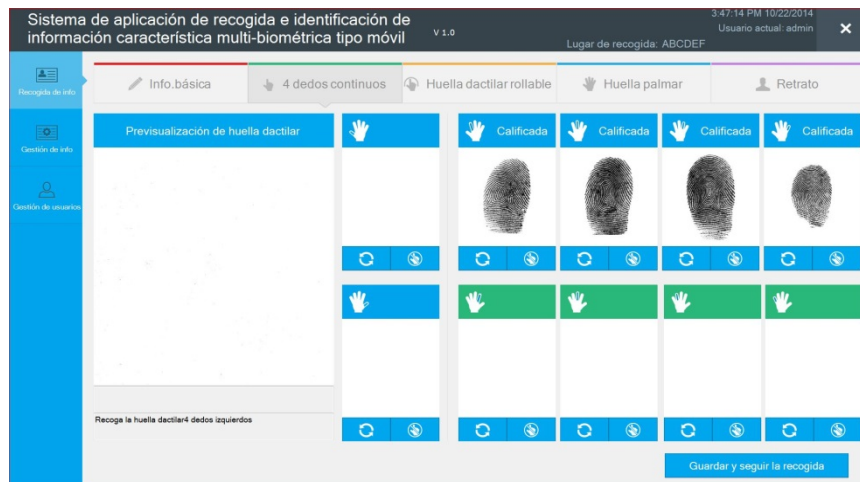 Sistema de aplicación de recogida e identificación de
información característica multi-biométrica tipo móvil
V 1.0
3:47:14 PM 10/22/2014
Usuario actual: admin
Lugar de recogida: ABCDEF
Recogida de info
Gestión de info
Gestión de usuarios
Info.básica
4 dedos continuos
Huella dactilar rollable
Huella palmar
Retrato
Previsualización de huella dactilar
Calificada
Calificada
Calificada
Calificada
Recoga la huella dactilar4 dedos izquierdos
Guardar y seguir la recogida